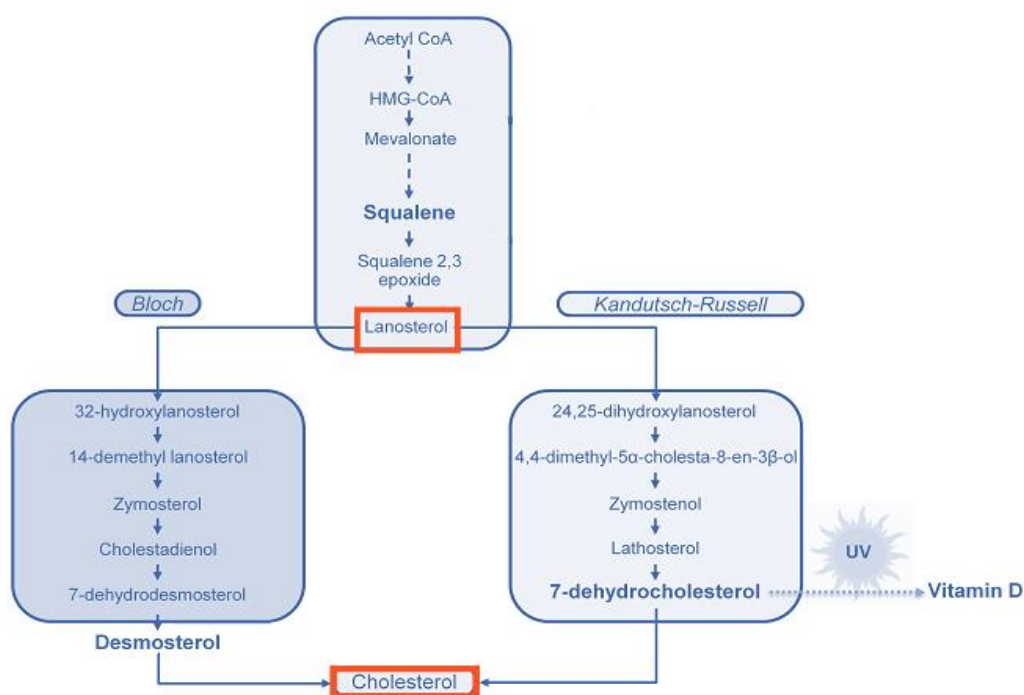 Acetyl CoA
HMG-CoA
Mevalonate
Squalene
Squalene 2,3
epoxide
Lanosterol
Bloch
Kandutsch-Russell
32-hydroxylanosterol
14-demethyl lanosterol
Zymosterol
Cholestadienol
7-dehydrodesmosterol
Desmosterol
24,25-dihydroxylanosterol
4,4-dimethyl-5α-cholesta-8-en-3β-ol
Zymostenol
Lathosterol
7-dehydrocholesterol
UV
Vitamin D
Cholesterol